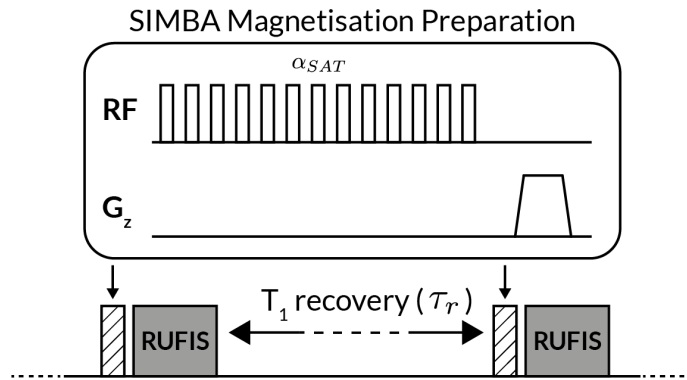 SIMBA Magnetisation Preparation
α_SAT
RF
G_z
T_1 recovery ( τ_r )
RUFIS
RUFIS